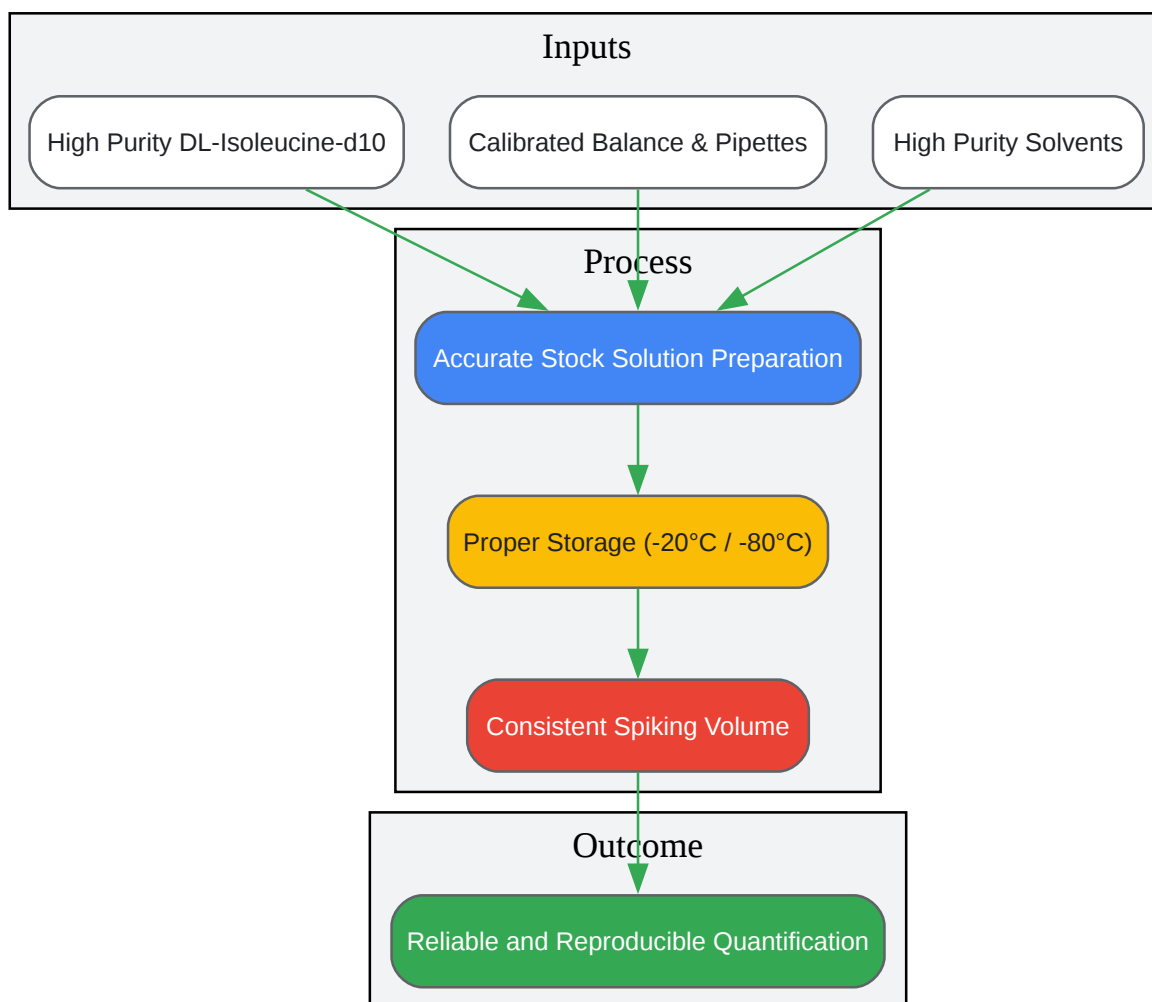 Inputs
High Purity DL-Isoleucine-d10
Calibrated Balance & Pipettes
High Purity Solvents
Process
Accurate Stock Solution Preparation
Proper Storage (-20°C / -80°C)
Consistent Spiking Volume
Outcome
Reliable and Reproducible Quantification